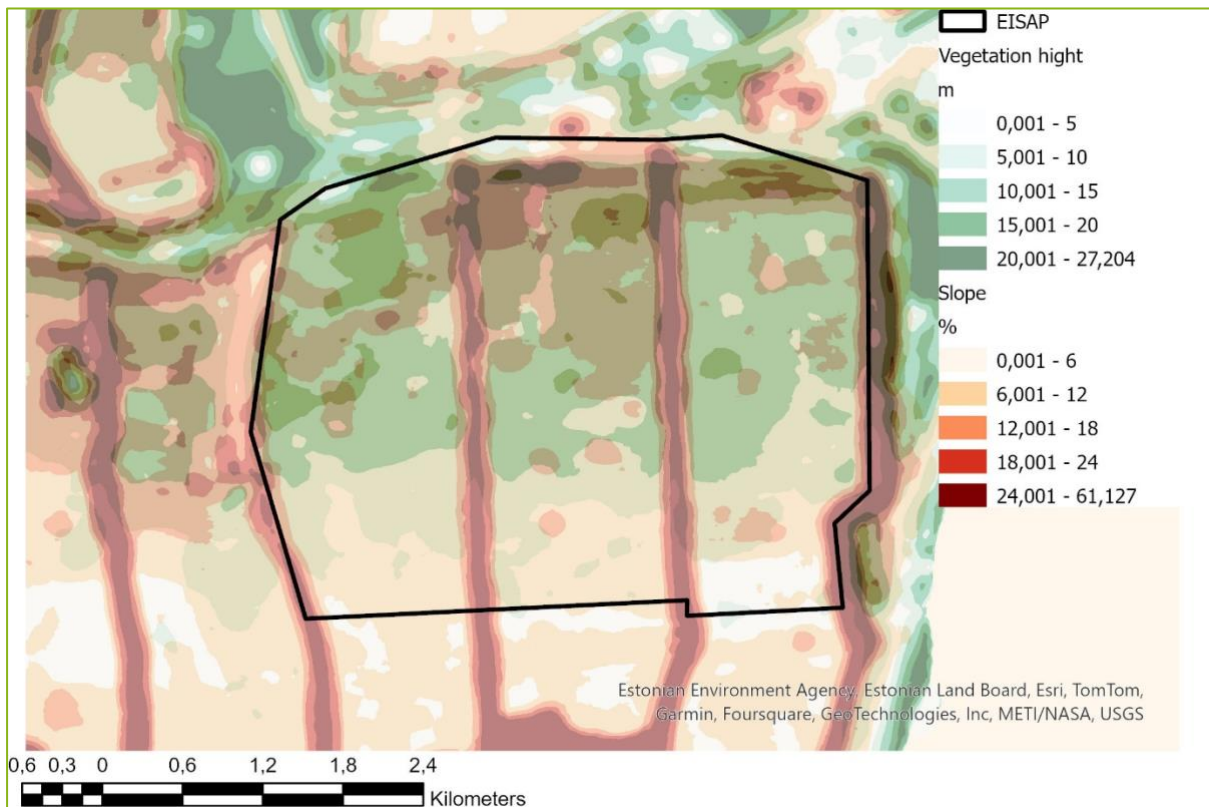 EISAP
Vegetation hight
m
0,001 - 5
5,001 - 10
10,001 - 15
15,001 - 20
20,001 - 27,204
Slope
%
0,001 - 6
6,001 - 12
12,001 - 18
18,001 - 24
24,001 - 61,127
Estonian Environment Agency, Estonian Land Board, Esri, TomTom,
Garmin, Foursquare, GeoTechnologies, Inc, METI/NASA, USGS
0,6 0,3 0 0,6 1,2 1,8 2,4
Kilometers